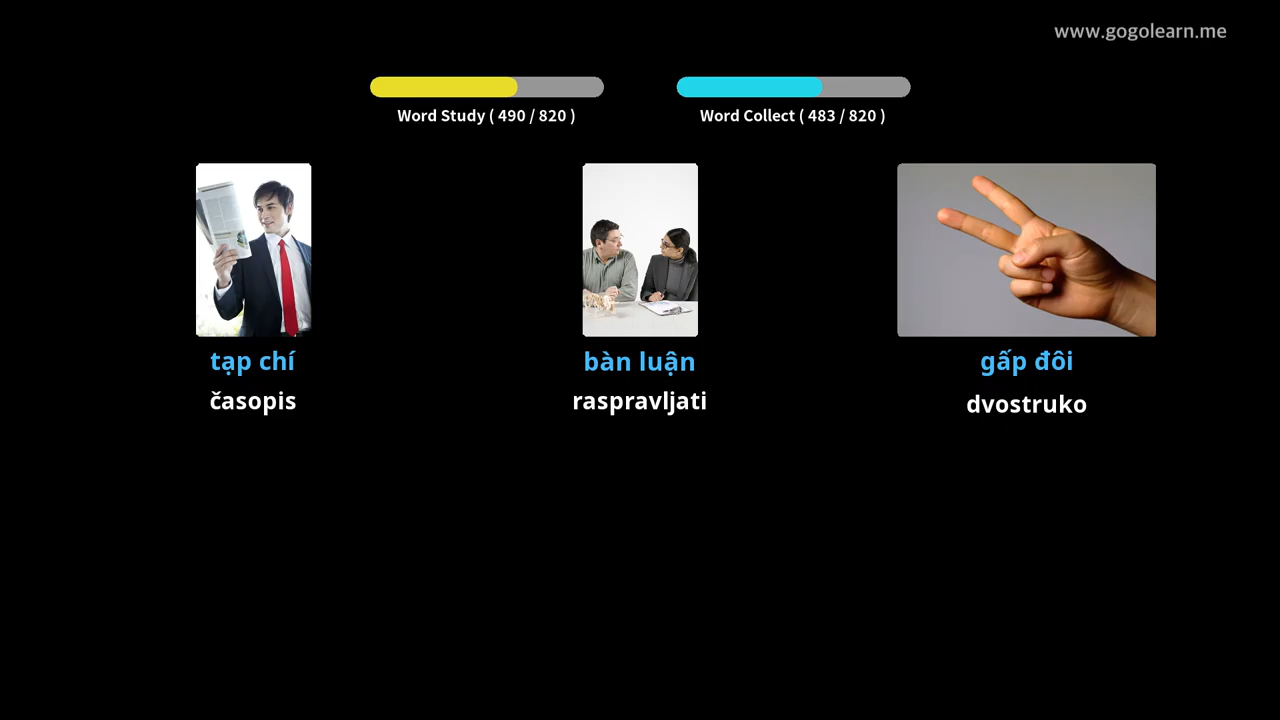 www.gogolearn.me
Word Study ( 490 / 820 )
Word Collect ( 483 / 820 )
tạp chí
časopis
bàn luận
raspravljati
gấp đôi
dvostruko